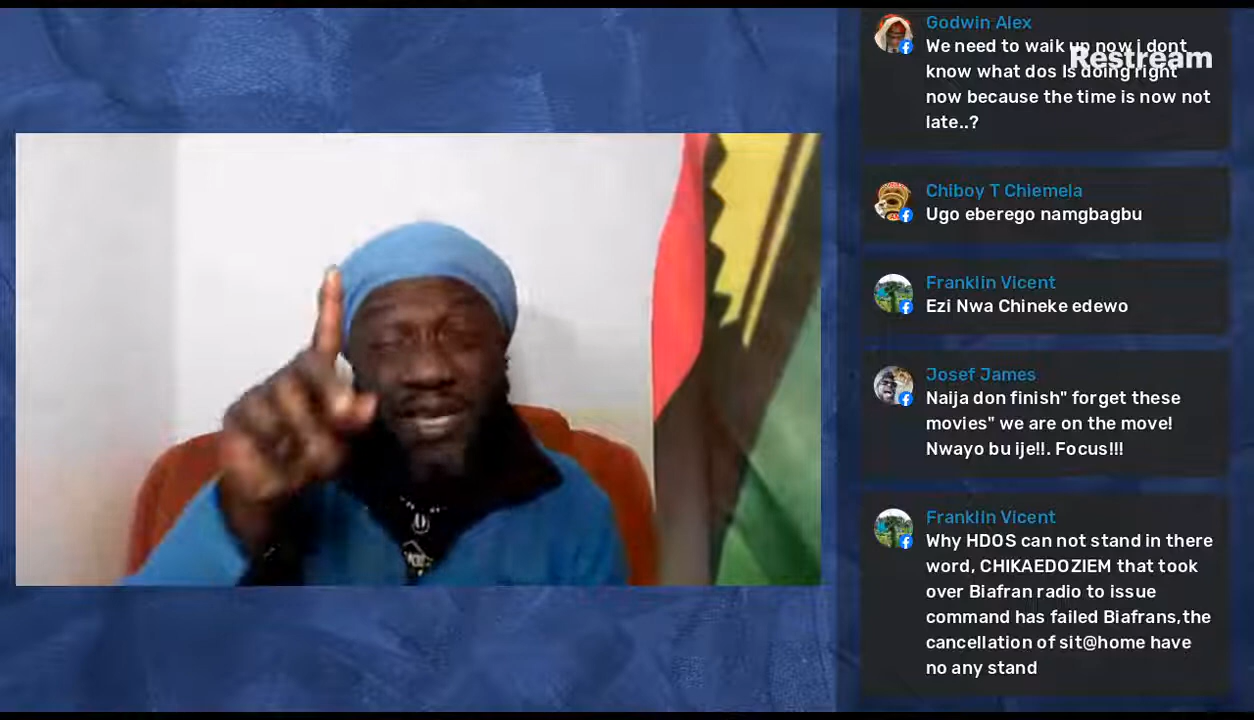 Godwin Alex
We need to waik up now i dont
know what dos Is doing right
now because the time is now not
late..?
Restream
Chiboy T Chiemela
Ugo eberego namgbagbu
Franklin Vicent
Ezi Nwa Chineke edewo
Josef James
Naija don finish" forget these
movies" we are on the move!
Nwayo bu ije!!. Focus!!!
Franklin Vicent
Why HDOS can not stand in there
word, CHIKAEDOZIEM that took
over Biafran radio to issue
command has failed Biafrans,the
cancellation of sit@home have
no any stand